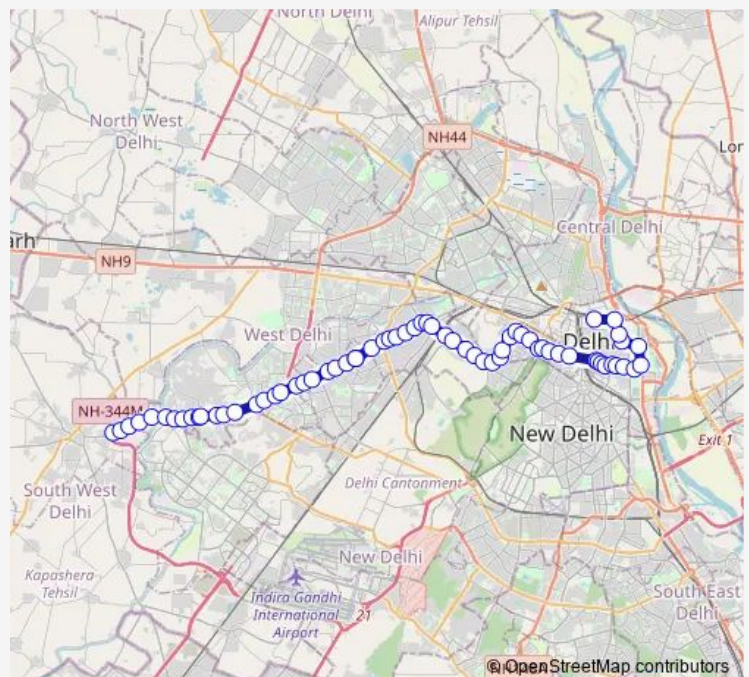 North Delhi
Alipur Tehsil
North West
Delhi
NH44
Lor
Central Delhi
arh
NH9
West Delhi
Delhi
NH-344M
New Delhi
Exit 1
South West
Delhi
Delhi Cantonment
New Delhi
Kapashera
Tehsil
Indira Gandhi
International
Airport
21
South East
Delhi
© OpenStreetMap contributors